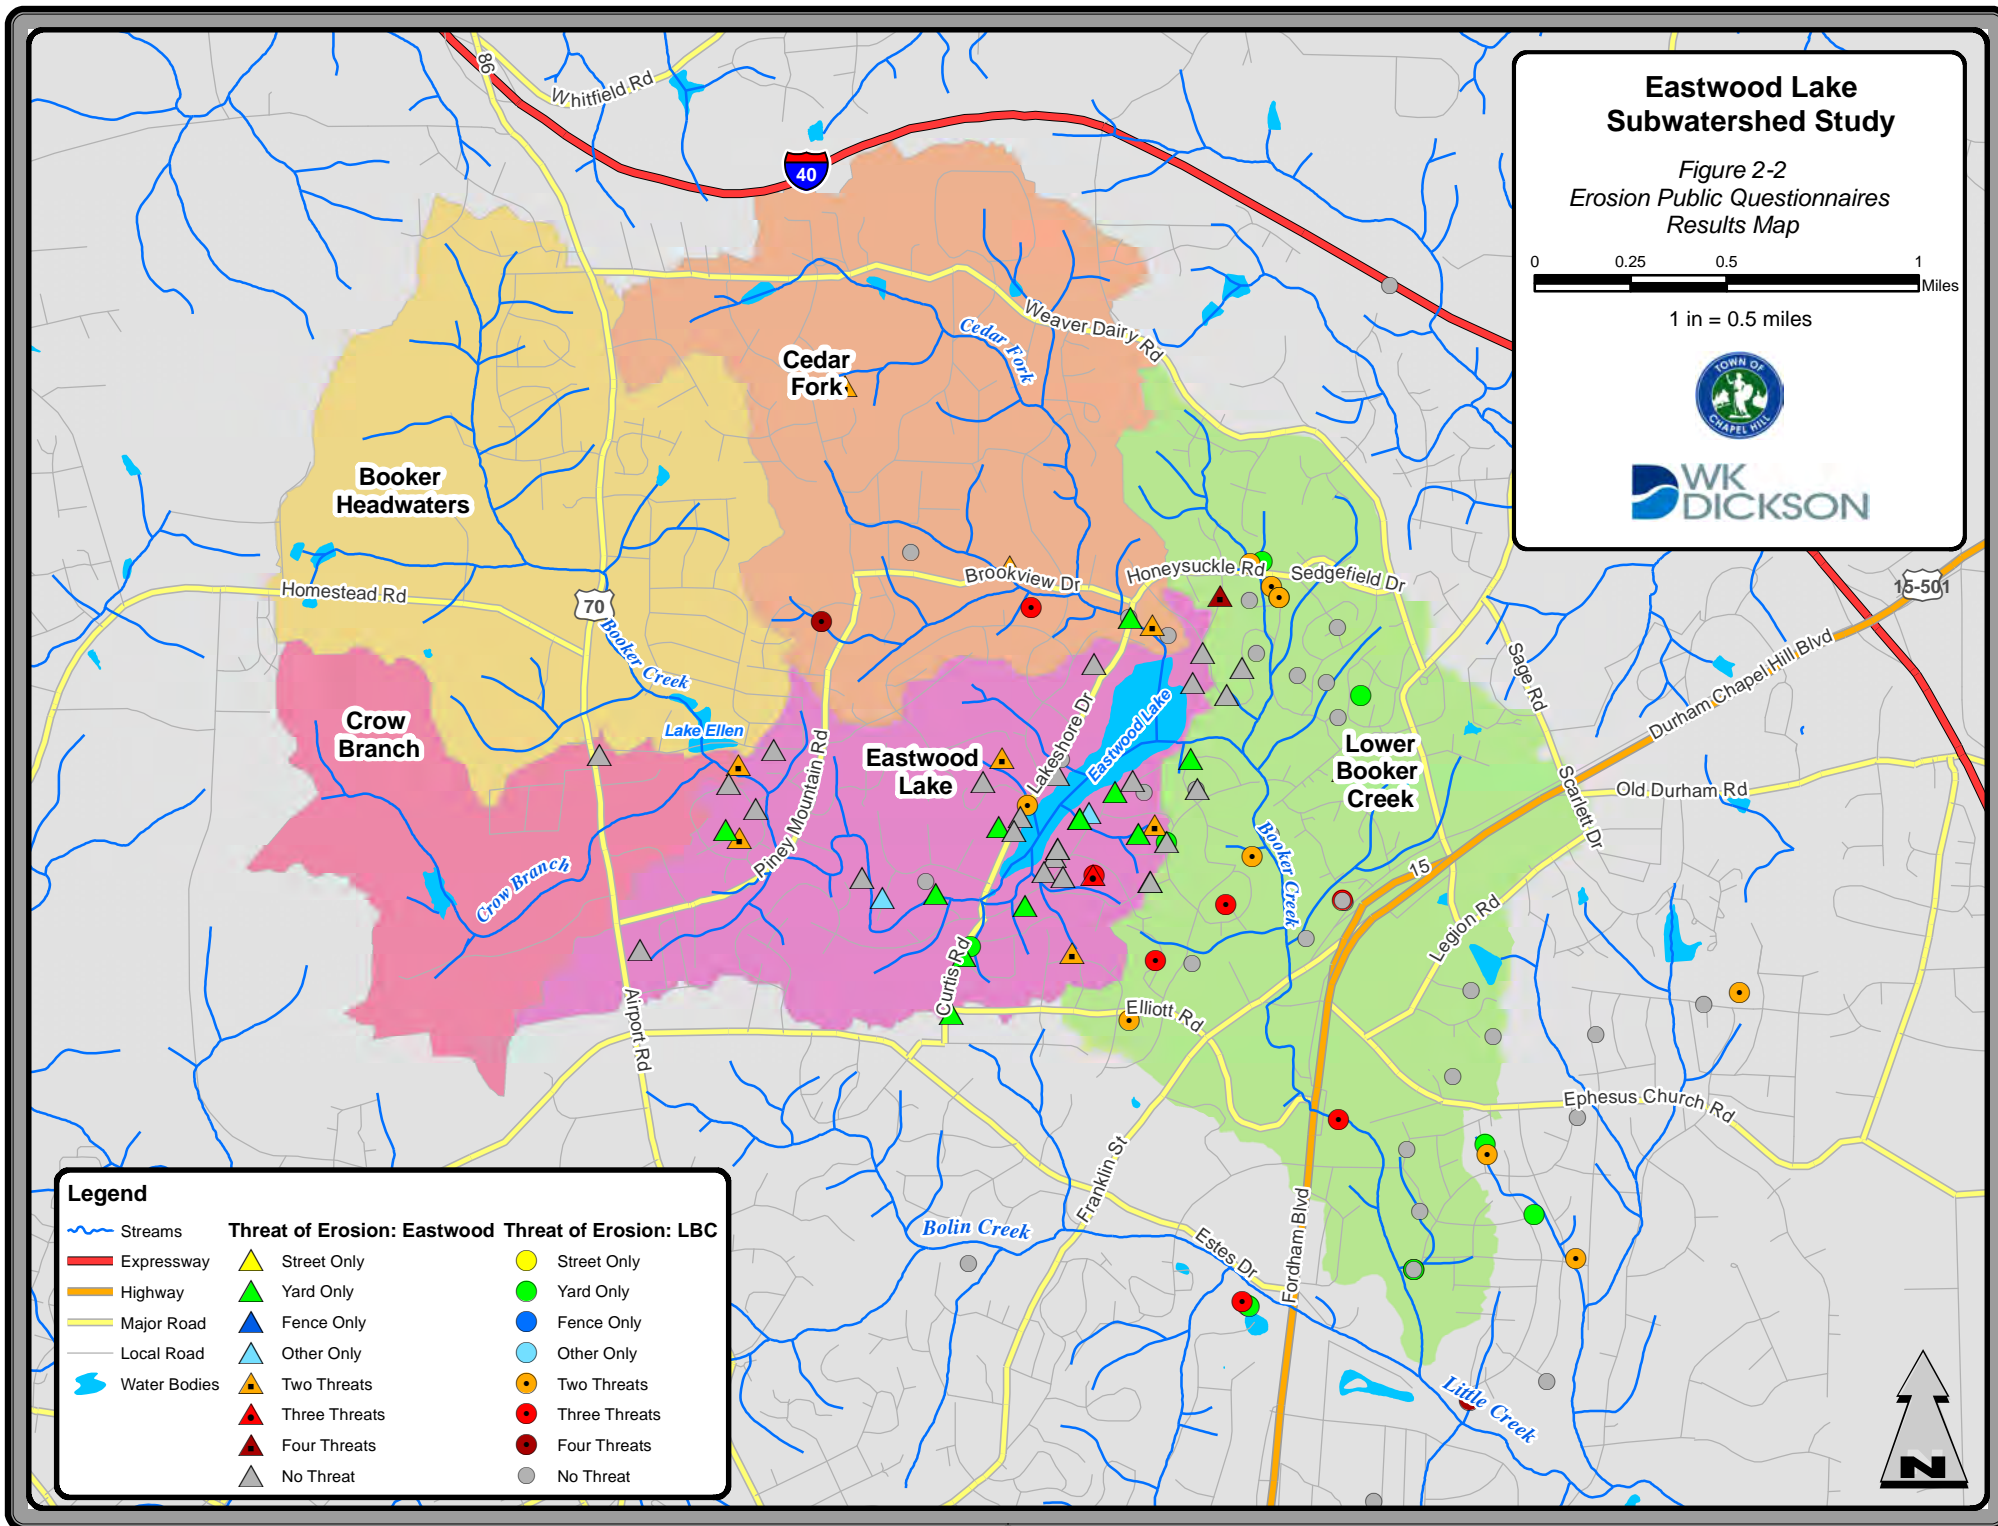 Eastwood Lake
Subwatershed Study
Figure 2-2
Erosion Public Questionnaires
Results Map
0 0.25 0.5 1
Miles
1 in = 0.5 miles
TOWN OF
CHAPEL HILL
WK
DICKSON
86
Whitfield Rd
40
Weaver Dairy Rd
Cedar Fork
Cedar
Fork
Booker
Headwaters
Homestead Rd
70
Booker Creek
Brookview Dr
Honeysuckle Rd
Sedgefield Dr
15-501
Sage Rd
Durham Chapel Hill Blvd
Crow
Branch
Lake Ellen
Piney Mountain Rd
Eastwood
Lake
Lakeshore Dr
Eastwood Lake
Lower
Booker
Creek
Scarlett Dr
Old Durham Rd
Crow Branch
Booker Creek
15
Legion Rd
Curtis Rd
Airport Rd
Elliott Rd
Ephesus Church Rd
Franklin St
Bolin Creek
Estes Dr
Fordham Blvd
Little Creek
N
Legend
Streams
Expressway
Highway
Major Road
Local Road
Water Bodies
Threat of Erosion: Eastwood
Street Only
Yard Only
Fence Only
Other Only
Two Threats
Three Threats
Four Threats
No Threat
Threat of Erosion: LBC
Street Only
Yard Only
Fence Only
Other Only
Two Threats
Three Threats
Four Threats
No Threat